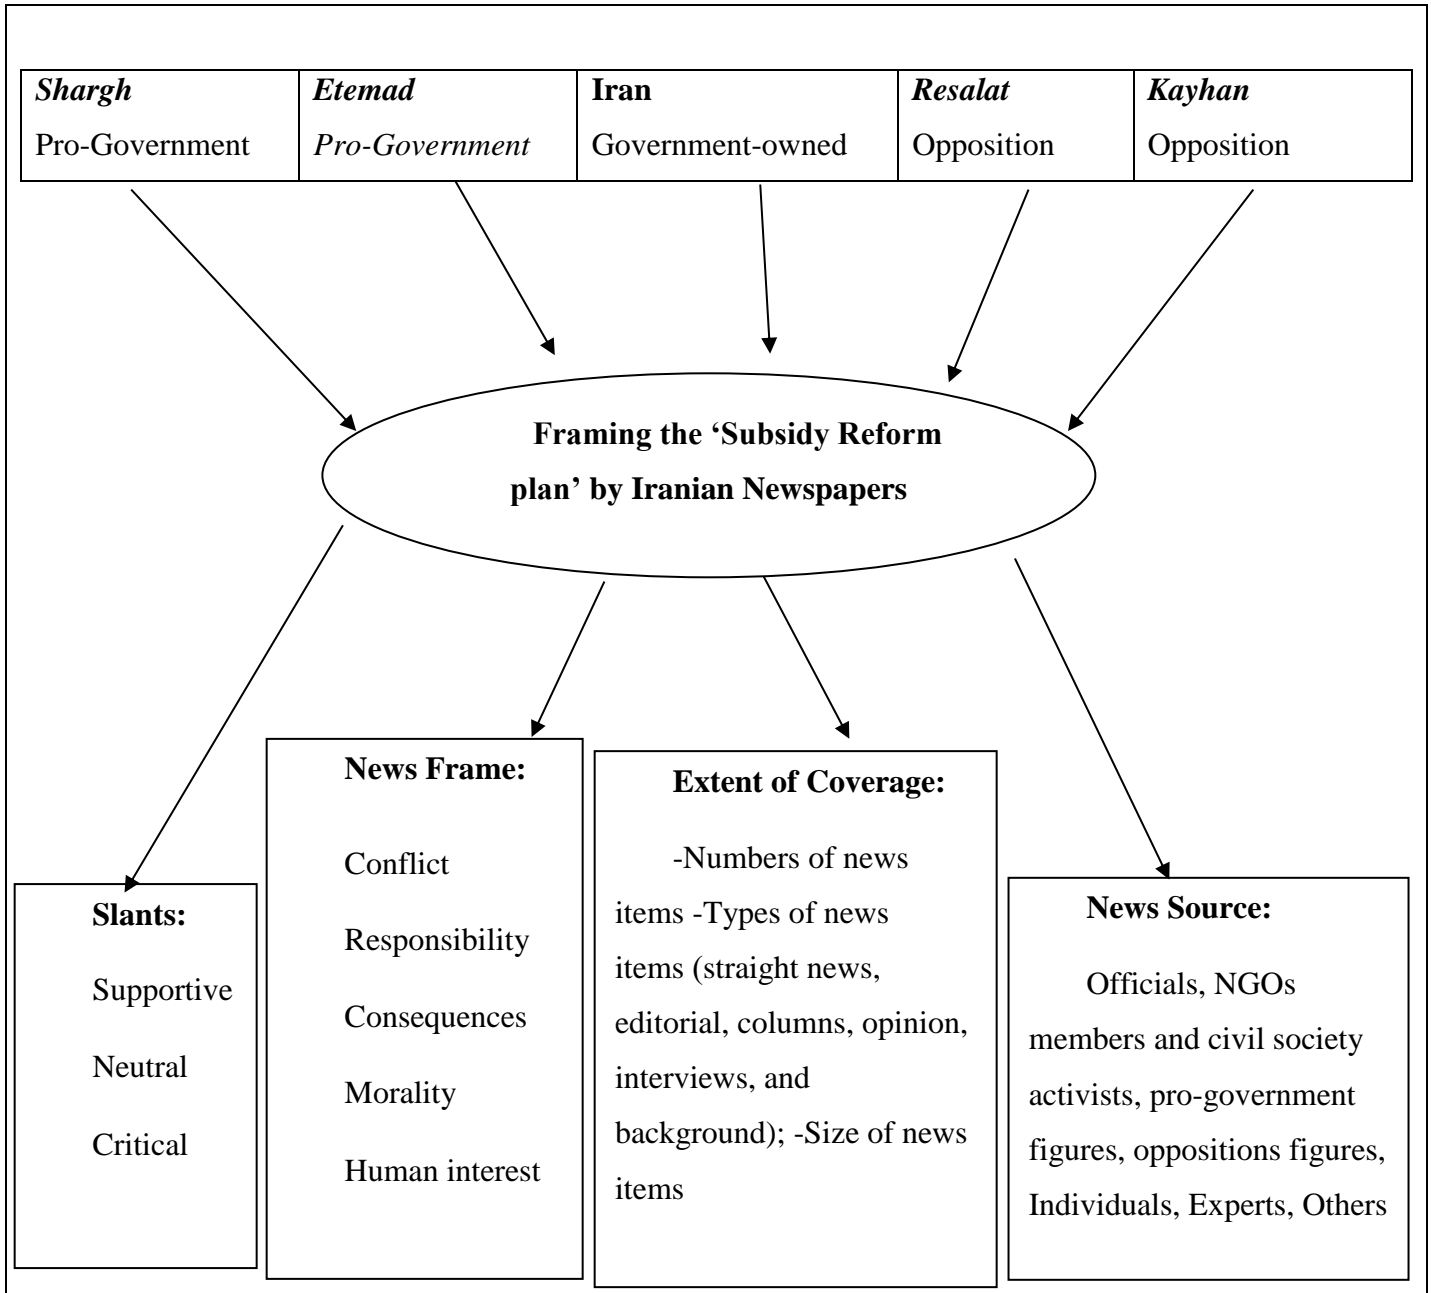 Shargh
Pro-Government
Etemad
Pro-Government
Iran
Government-owned
Resalat
Opposition
Kayhan
Opposition
Framing the ‘Subsidy Reform
plan’ by Iranian Newspapers
Slants:
Supportive
Neutral
Critical
News Frame:
Conflict
Responsibility
Consequences
Morality
Human interest
Extent of Coverage:
-Numbers of news
items -Types of news
items (straight news,
editorial, columns, opinion,
interviews, and
background); -Size of news
items
News Source:
Officials, NGOs
members and civil society
activists, pro-government
figures, oppositions figures,
Individuals, Experts, Others